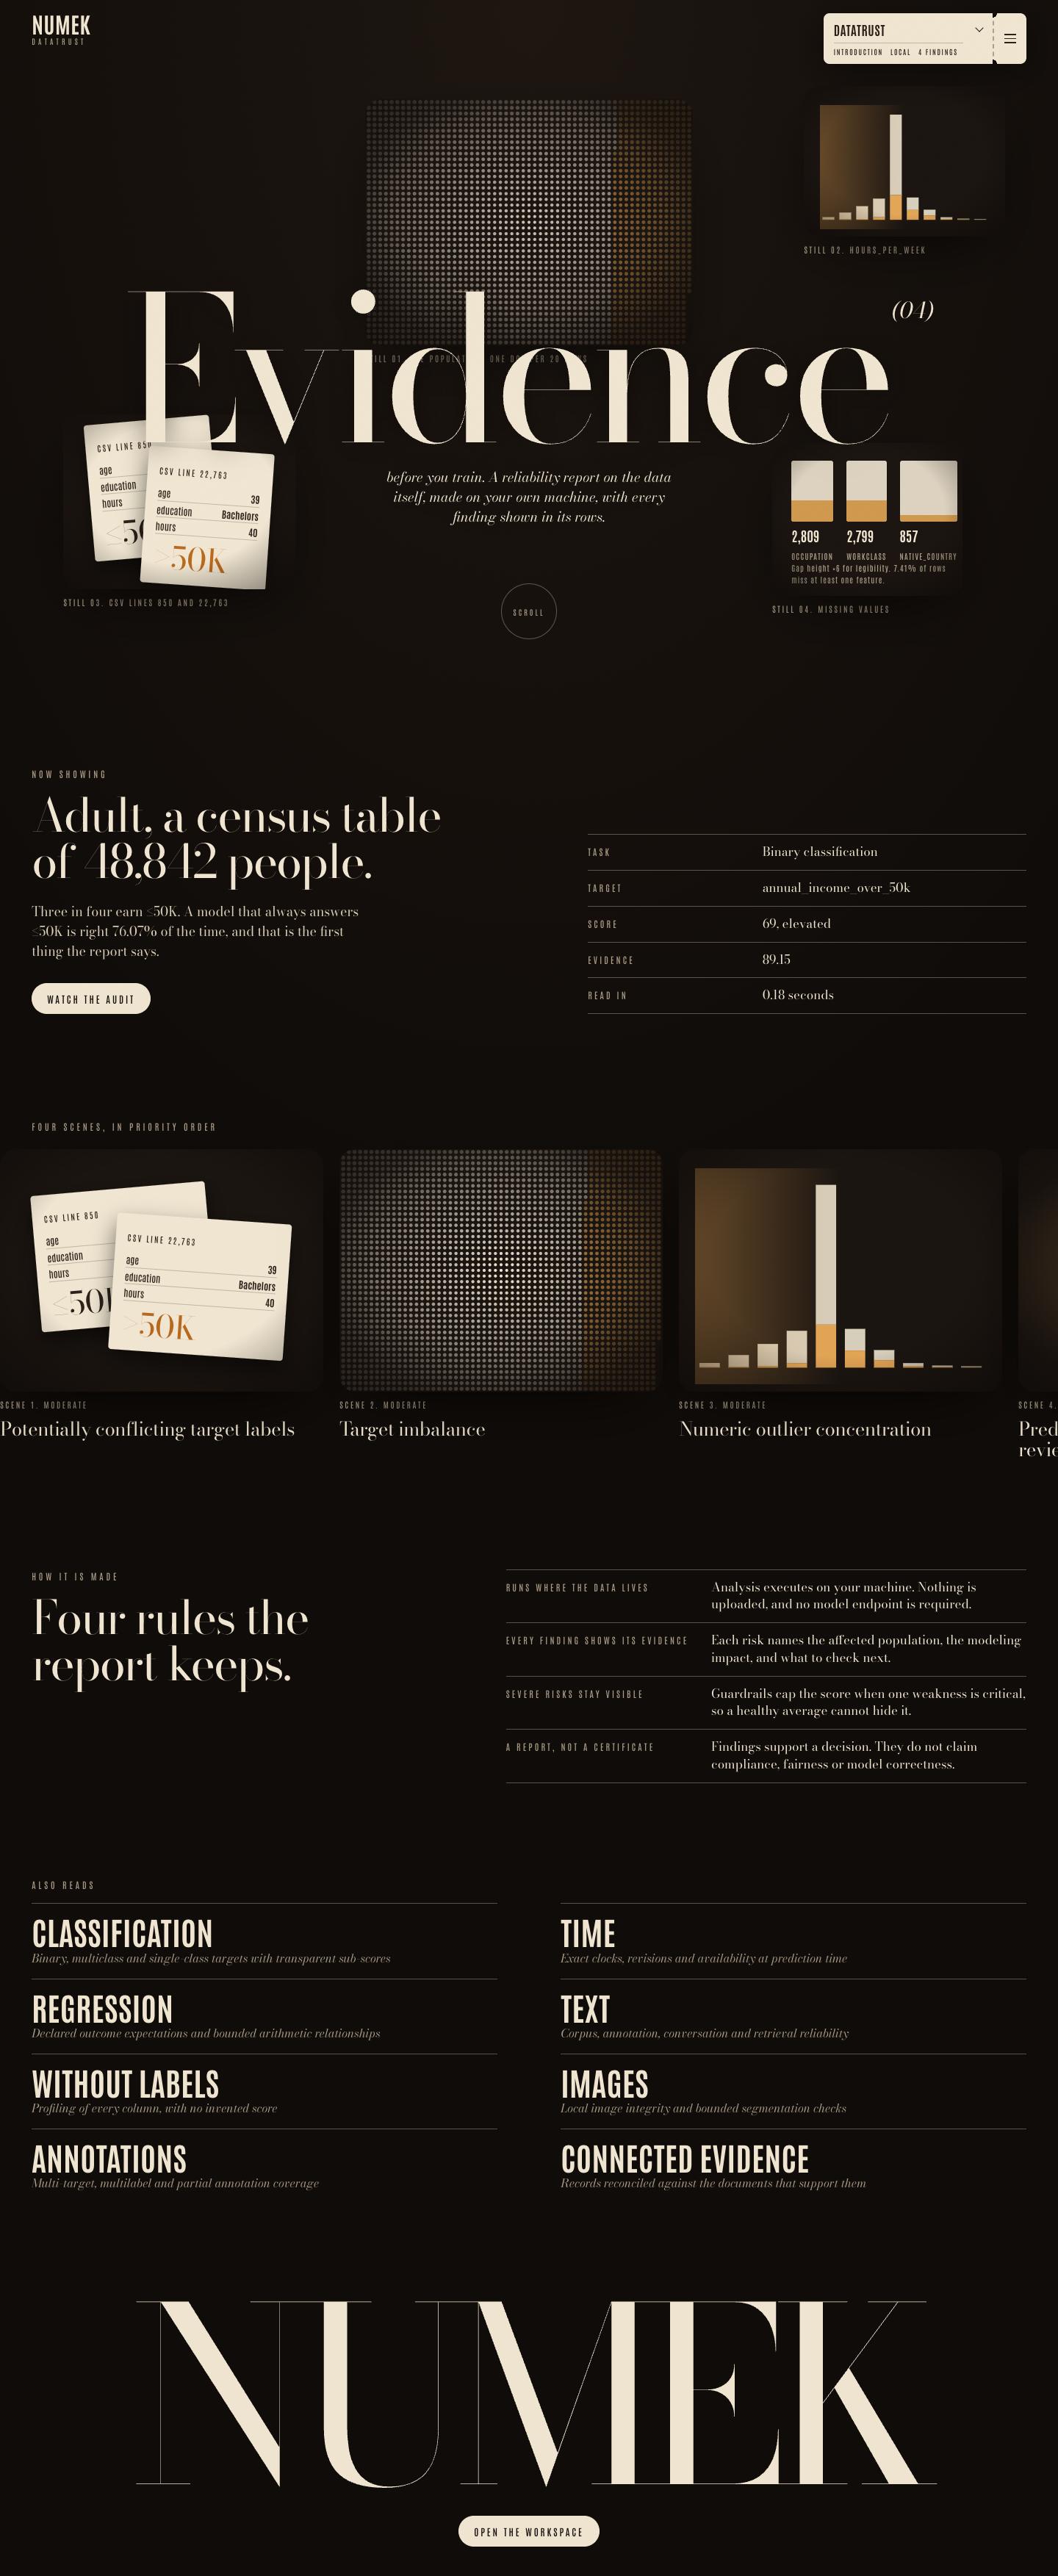 NUMEK
DATATRUST
DATATRUST
INTRODUCTION LOCAL 4 FINDINGS
STILL 02. HOURS_PER_WEEK
(04)
Evidence
CSV LINE 850
age
education
hours
CSV LINE 22,763
age 39
education Bachelors
hours 40
>50K
STILL 03. CSV LINES 850 AND 22,763
before you train. A reliability report on the data
itself, made on your own machine, with every
finding shown in its rows.
SCROLL
2,809 2,799 857
OCCUPATION WORKCLASS NATIVE_COUNTRY
Gap height ×6 for legibility. 7.41% of rows
miss at least one feature.
STILL 04. MISSING VALUES
NOW SHOWING
Adult, a census table
of 48,842 people.
Three in four earn ≤50K. A model that always answers
≤50K is right 76.07% of the time, and that is the first
thing the report says.
WATCH THE AUDIT
TASK Binary classification
TARGET annual_income_over_50k
SCORE 69, elevated
EVIDENCE 89.15
READ IN 0.18 seconds
FOUR SCENES, IN PRIORITY ORDER
CSV LINE 850
age
education
hours
CSV LINE 22,763
age 39
education Bachelors
hours 40
>50K
SCENE 1. MODERATE
Potentially conflicting target labels
SCENE 2. MODERATE
Target imbalance
SCENE 3. MODERATE
Numeric outlier concentration
SCENE 4.
HOW IT IS MADE
Four rules the
report keeps.
RUNS WHERE THE DATA LIVES
Analysis executes on your machine. Nothing is
uploaded, and no model endpoint is required.
EVERY FINDING SHOWS ITS EVIDENCE
Each risk names the affected population, the modeling
impact, and what to check next.
SEVERE RISKS STAY VISIBLE
Guardrails cap the score when one weakness is critical,
so a healthy average cannot hide it.
A REPORT, NOT A CERTIFICATE
Findings support a decision. They do not claim
compliance, fairness or model correctness.
ALSO READS
CLASSIFICATION
Binary, multiclass and single-class targets with transparent sub-scores
REGRESSION
Declared outcome expectations and bounded arithmetic relationships
WITHOUT LABELS
Profiling of every column, with no invented score
ANNOTATIONS
Multi-target, multilabel and partial annotation coverage
TIME
Exact clocks, revisions and availability at prediction time
TEXT
Corpus, annotation, conversation and retrieval reliability
IMAGES
Local image integrity and bounded segmentation checks
CONNECTED EVIDENCE
Records reconciled against the documents that support them
NUMEK
OPEN THE WORKSPACE